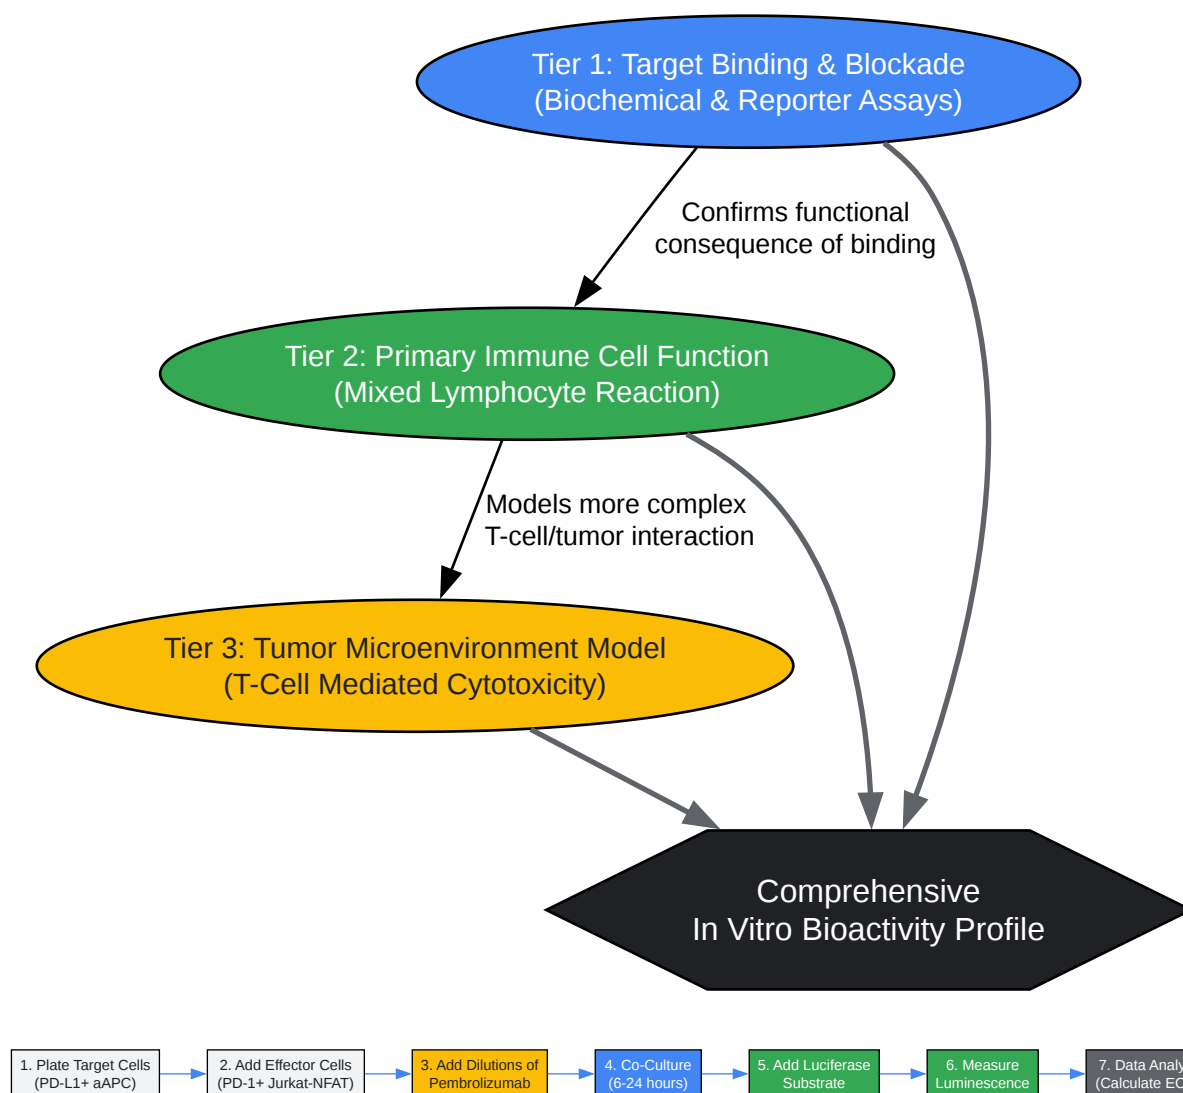 Tier 1: Target Binding & Blockade
(Biochemical & Reporter Assays)
Confirms functional
consequence of binding
Tier 2: Primary Immune Cell Function
(Mixed Lymphocyte Reaction)
Models more complex
T-cell/tumor interaction
Tier 3: Tumor Microenvironment Model
(T-Cell Mediated Cytotoxicity)
Comprehensive
In Vitro Bioactivity Profile
1. Plate Target Cells
(PD-L1+ aAPC)
2. Add Effector Cells
(PD-1+ Jurkat-NFAT)
3. Add Dilutions of
Pembrolizumab
4. Co-Culture
(6-24 hours)
5. Add Luciferase
Substrate
6. Measure
Luminescence
7. Data
(Calculate